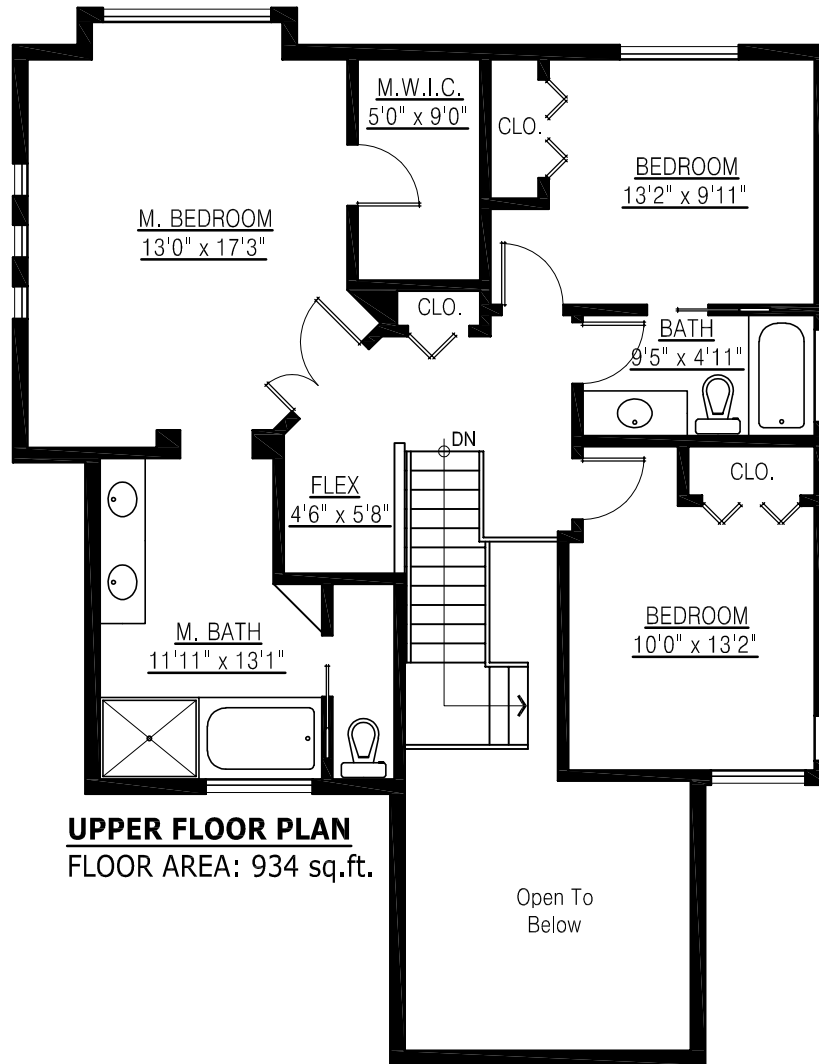 M.W.I.C.
5'0" x 9'0"
CLO.
BEDROOM
13'2" x 9'11"
M. BEDROOM
13'0" x 17'3"
CLO.
BATH
9'5" x 4'11"
DN
FLEX
4'6" x 5'8"
CLO.
M. BATH
11'11" x 13'1"
BEDROOM
10'0" x 13'2"
UPPER FLOOR PLAN
FLOOR AREA: 934 sq.ft.
Open To
Below